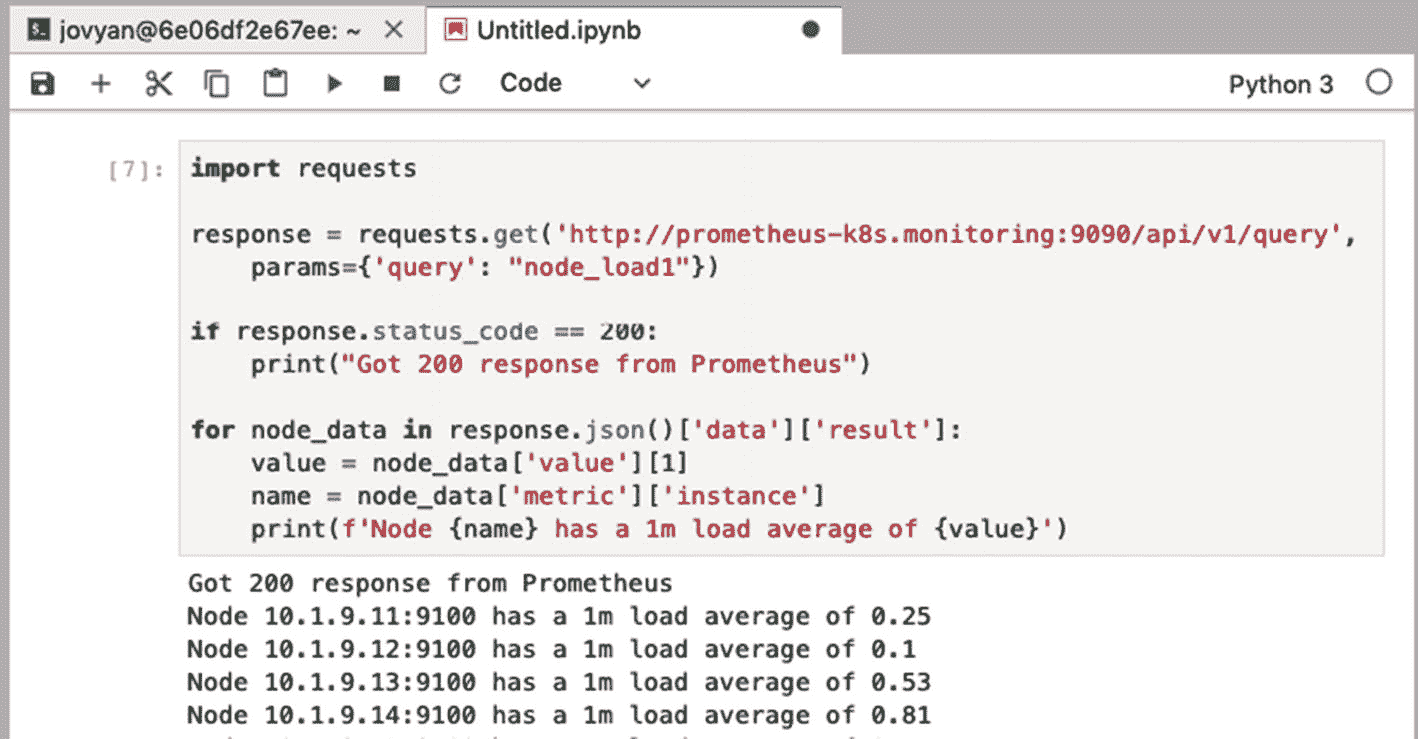 jovyan@6e06df2e67ee: ~
Untitled.ipynb
Code
Python 3
[7]:
import requests
response = requests.get('http://prometheus-k8s.monitoring:9090/api/v1/query',
    params={'query': "node_load1"})
if response.status_code == 200:
    print("Got 200 response from Prometheus")
for node_data in response.json()['data']['result']:
    value = node_data['value'][1]
    name = node_data['metric']['instance']
    print(f'Node {name} has a 1m load average of {value}')
Got 200 response from Prometheus
Node 10.1.9.11:9100 has a 1m load average of 0.25
Node 10.1.9.12:9100 has a 1m load average of 0.1
Node 10.1.9.13:9100 has a 1m load average of 0.53
Node 10.1.9.14:9100 has a 1m load average of 0.81